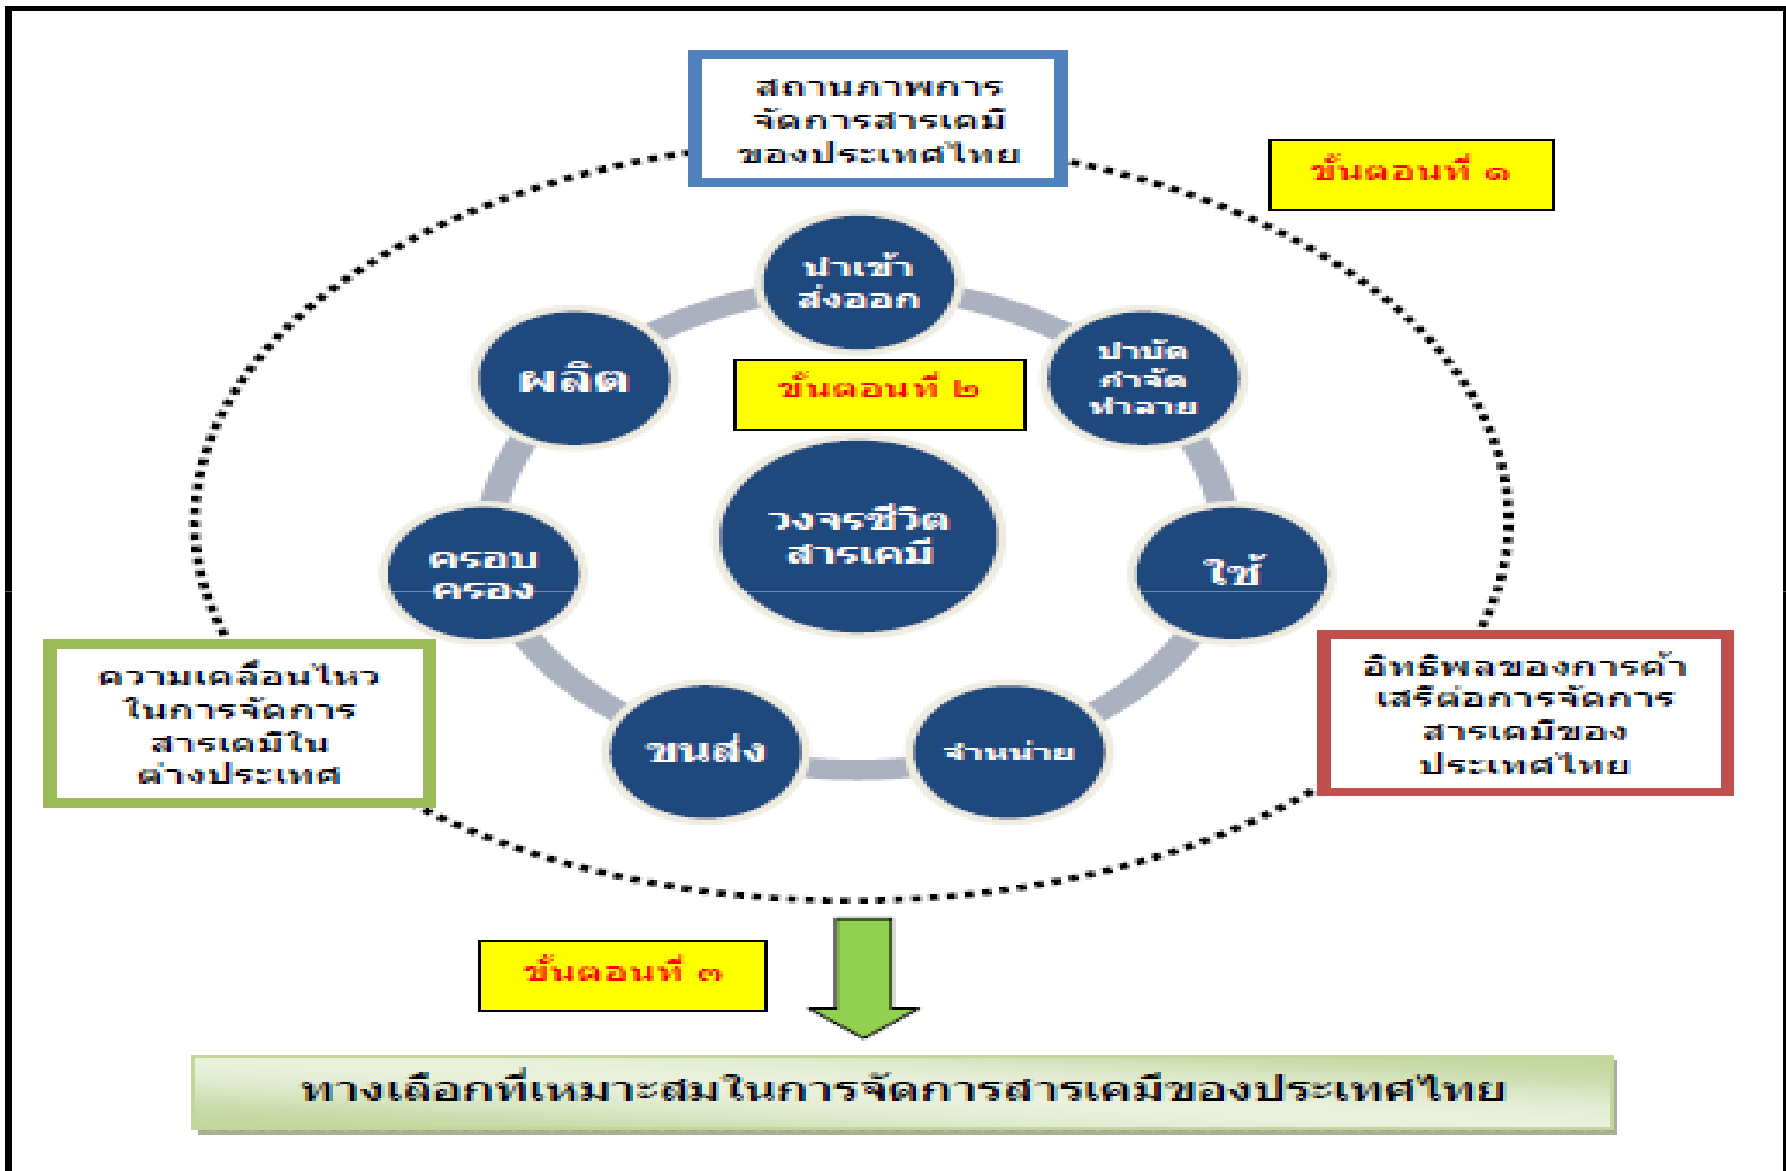 สถานภาพการ
จัดการสารเคมี
ของประเทศไทย
ขั้นตอนที่ ๑
นำเข้า
ส่งออก
บำบัด
กำจัด
ทำลาย
ผลิต
ขั้นตอนที่ ๒
วงจรชีวิต
สารเคมี
ครอบ
ครอง
ใช้
ความเคลื่อนไหว
ในการจัดการ
สารเคมีใน
ต่างประเทศ
อิทธิพลของการค้า
เสรีต่อการจัดการ
สารเคมีของ
ประเทศไทย
ขนส่ง
จำหน่าย
ขั้นตอนที่ ๓
ทางเลือกที่เหมาะสมในการจัดการสารเคมีของประเทศไทย